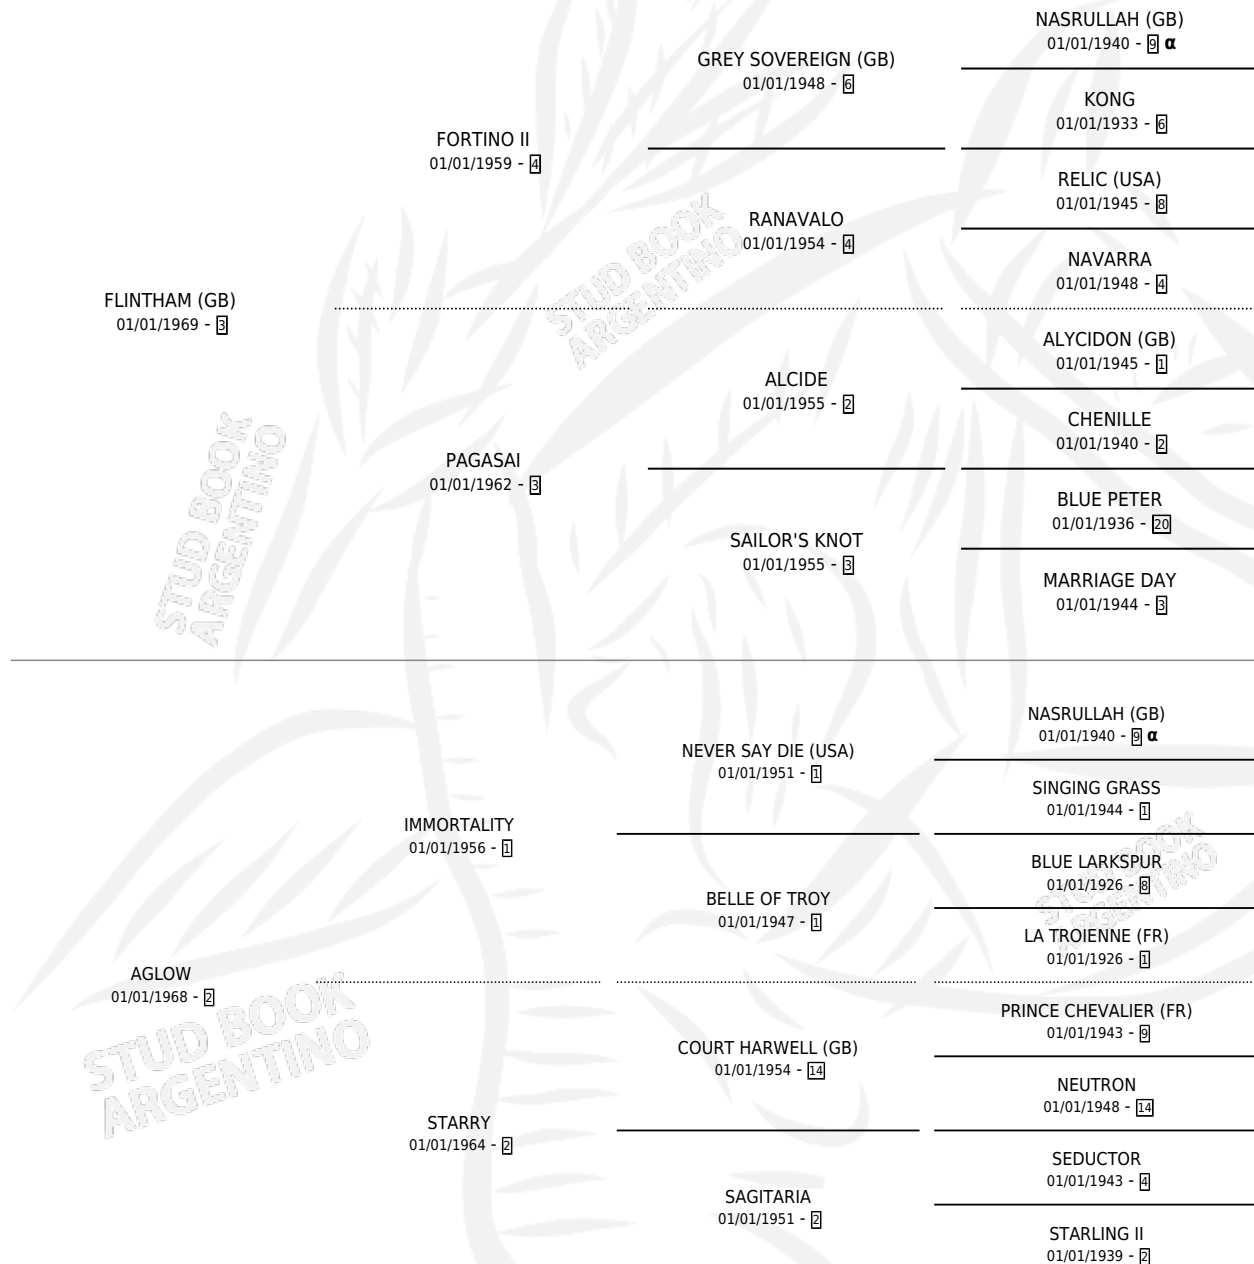 NASRULLAH (GB)
01/01/1940 - 9 α
GREY SOVEREIGN (GB)
01/01/1948 - 6
KONG
01/01/1933 - 6
FORTINO II
01/01/1959 - 4
RELIC (USA)
01/01/1945 - 8
RANAVALO
01/01/1954 - 4
NAVARRA
01/01/1948 - 4
FLINTHAM (GB)
01/01/1969 - 3
ALYCIDON (GB)
01/01/1945 - 1
ALCIDE
01/01/1955 - 2
CHENILLE
01/01/1940 - 2
PAGASAI
01/01/1962 - 3
BLUE PETER
01/01/1936 - 20
SAILOR'S KNOT
01/01/1955 - 3
MARRIAGE DAY
01/01/1944 - 3
NASRULLAH (GB)
01/01/1940 - 9 α
NEVER SAY DIE (USA)
01/01/1951 - 1
SINGING GRASS
01/01/1944 - 1
IMMORTALITY
01/01/1956 - 1
BLUE LARKSPUR
01/01/1926 - 8
BELLE OF TROY
01/01/1947 - 1
LA TROIENNE (FR)
01/01/1926 - 1
AGLOW
01/01/1968 - 2
PRINCE CHEVALIER (FR)
01/01/1943 - 9
COURT HARWELL (GB)
01/01/1954 - 14
NEUTRON
01/01/1948 - 14
STARRY
01/01/1964 - 2
SEDUCTOR
01/01/1943 - 4
SAGITARIA
01/01/1951 - 2
STARLING II
01/01/1939 - 2
STUD BOOK
ARGENTINO
STUD BOOK
ARGENTINO
STUD BOOK
ARGENTINO
STUD BOOK
ARGENTINO